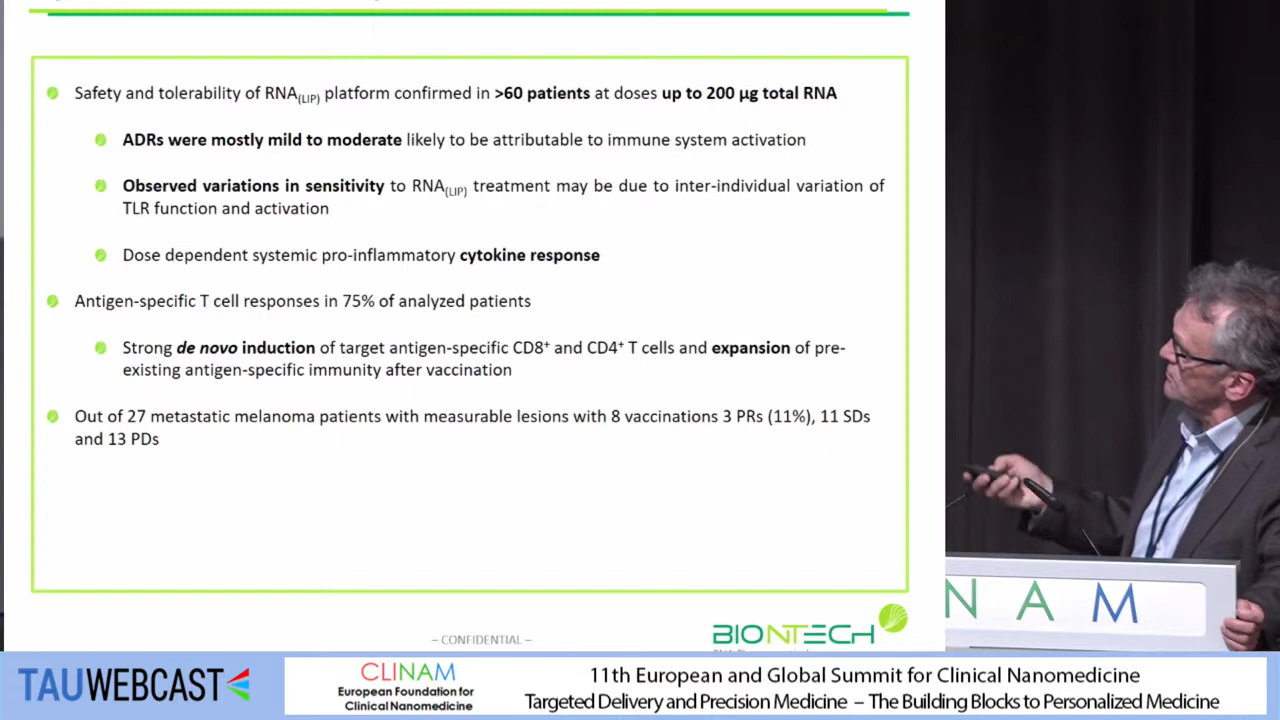 Safety and tolerability of RNA(LIP) platform confirmed in >60 patients at doses up to 200 µg total RNA
ADRs were mostly mild to moderate likely to be attributable to immune system activation
Observed variations in sensitivity to RNA(LIP) treatment may be due to inter-individual variation of
TLR function and activation
Dose dependent systemic pro-inflammatory cytokine response
Antigen-specific T cell responses in 75% of analyzed patients
Strong de novo induction of target antigen-specific CD8+ and CD4+ T cells and expansion of pre-
existing antigen-specific immunity after vaccination
Out of 27 metastatic melanoma patients with measurable lesions with 8 vaccinations 3 PRs (11%), 11 SDs
and 13 PDs
– CONFIDENTIAL –
BIONTECH
N A M
TAUWEBCAST
CLINAM
European Foundation for
Clinical Nanomedicine
11th European and Global Summit for Clinical Nanomedicine
Targeted Delivery and Precision Medicine – The Building Blocks to Personalized Medicine